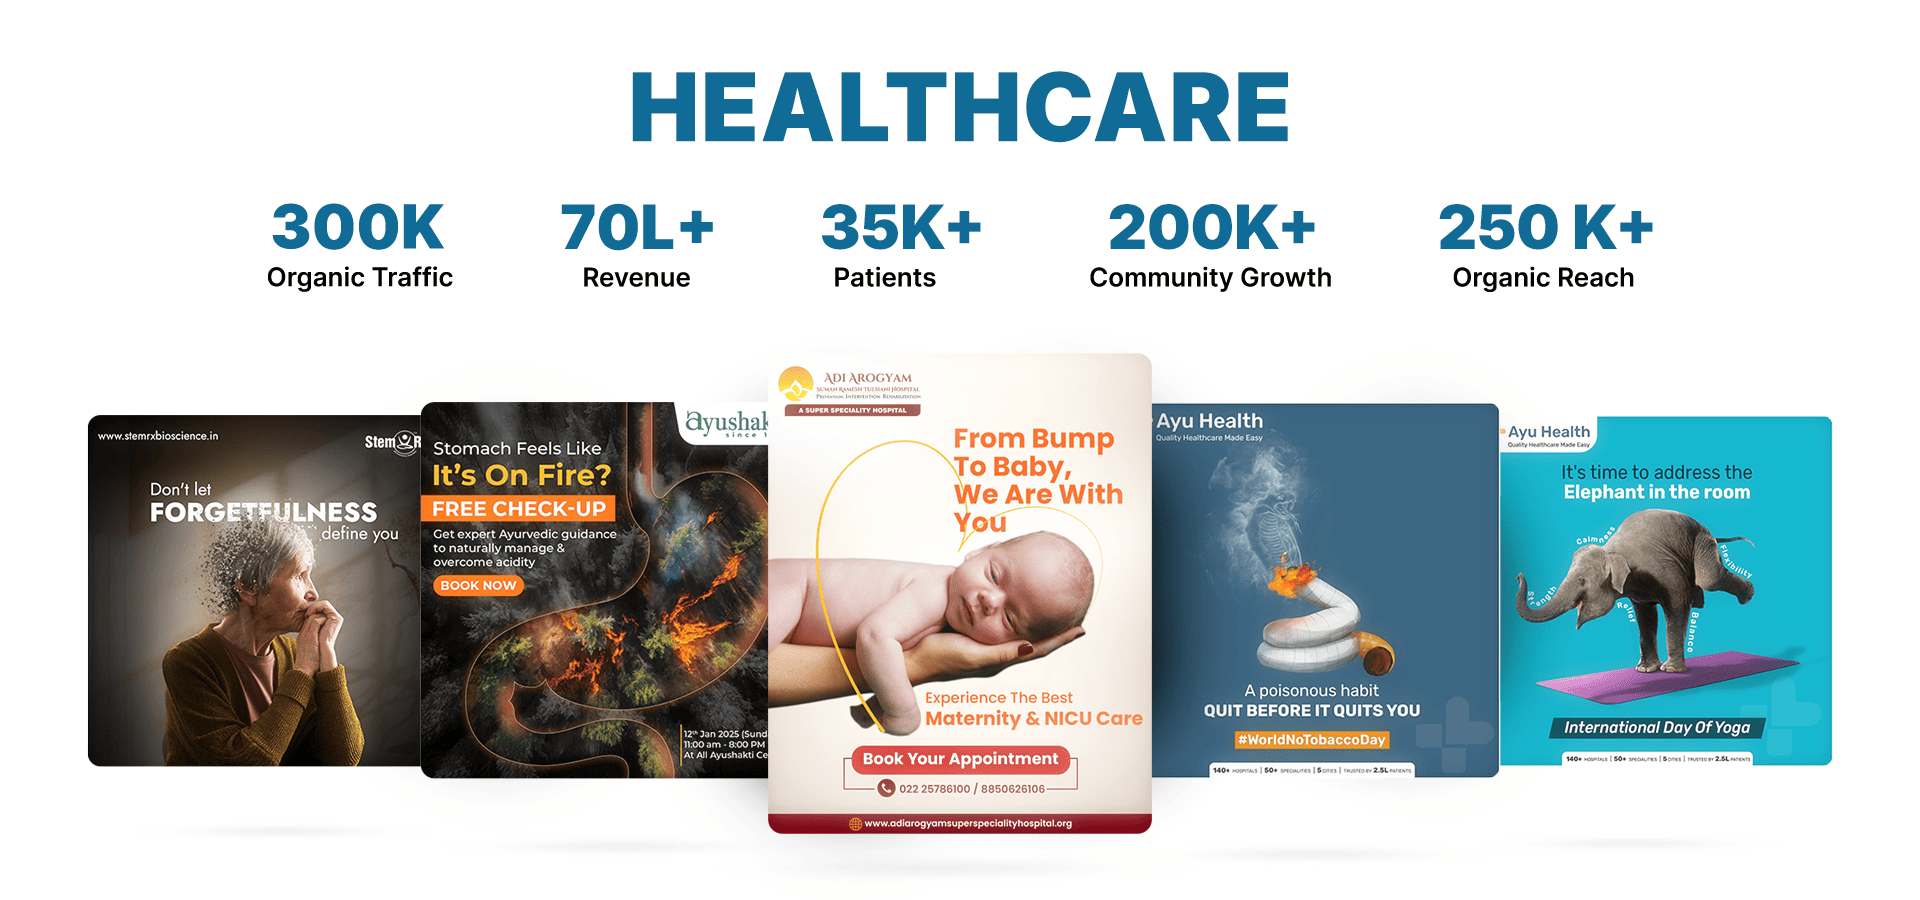 HEALTHCARE
300K
Organic Traffic
70L+
Revenue
35K+
Patients
200K+
Community Growth
250 K+
Organic Reach
www.stemrxbioscience.in
Stem R
Don't let
FORGETFULNESS
define you
ayushak
since
Stomach Feels Like
It's On Fire?
FREE CHECK-UP
Get expert Ayurvedic guidance
to naturally manage &
overcome acidity
BOOK NOW
12th Jan 2025 (Sund
11:00 am - 8:00 PM
At All Ayushakti Ce
ADI AROGYAM
SUMAN RAMESH TULSIANI HOSPITAL
PREVENTION. INTERVENTION. REHABILITATION
A SUPER SPECIALITY HOSPITAL
From Bump
To Baby,
We Are With
You
Experience The Best
Maternity & NICU Care
Book Your Appointment
022 25786100 / 8850626106
www.adiarogyamsuperspecialityhospital.org
Ayu Health
Quality Healthcare Made Easy
A poisonous habit
QUIT BEFORE IT QUITS YOU
#WorldNoTobaccoDay
140+ HOSPITALS | 50+ SPECIALITIES | 5 CITIES | TRUSTED BY 2.5L PATIENTS
Ayu Health
Quality Healthcare Made Easy
It's time to address the
Elephant in the room
Calmness
Flexibility
Strength
Relief
Balance
International Day Of Yoga
140+ HOSPITALS | 50+ SPECIALITIES | 5 CITIES | TRUSTED BY 2.5L PATIENTS